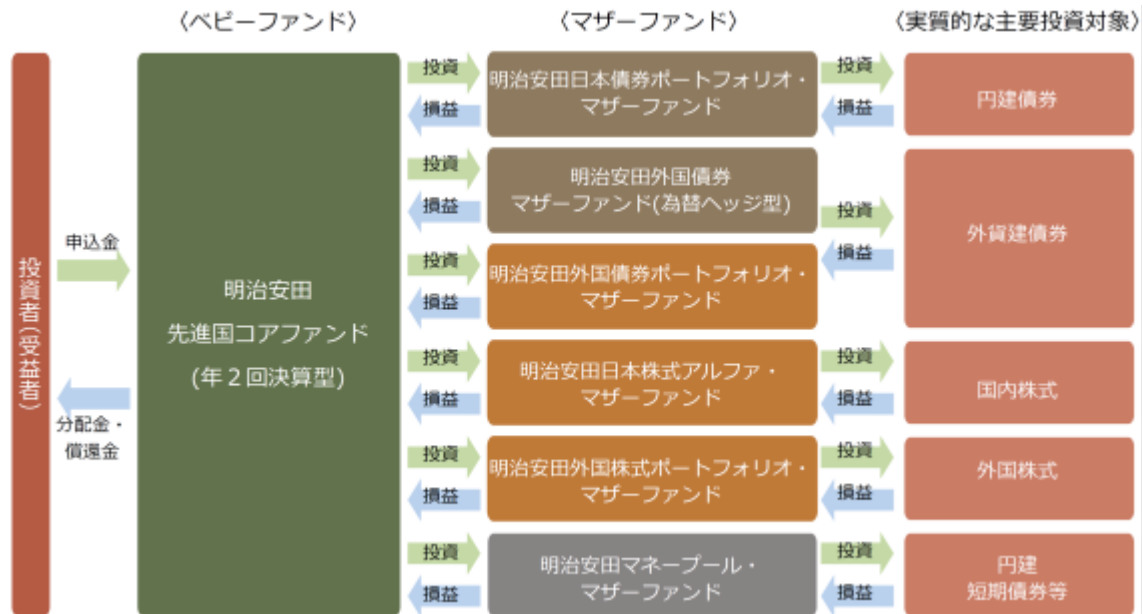 〈ベビーファンド〉
〈マザーファンド〉
〈実質的な主要投資対象〉
投資者(受益者)
申込金
分配金・
償還金
明治安田
先進国コアファンド
(年２回決算型)
投資
損益
明治安田日本債券ポートフォリオ・
マザーファンド
投資
損益
円建債券
投資
損益
明治安田外国債券
マザーファンド(為替ヘッジ型)
投資
損益
明治安田外国債券ポートフォリオ・
マザーファンド
投資
損益
外貨建債券
投資
損益
明治安田日本株式アルファ・
マザーファンド
投資
損益
国内株式
投資
損益
明治安田外国株式ポートフォリオ・
マザーファンド
投資
損益
外国株式
投資
損益
明治安田マネープール・
マザーファンド
投資
損益
円建
短期債券等